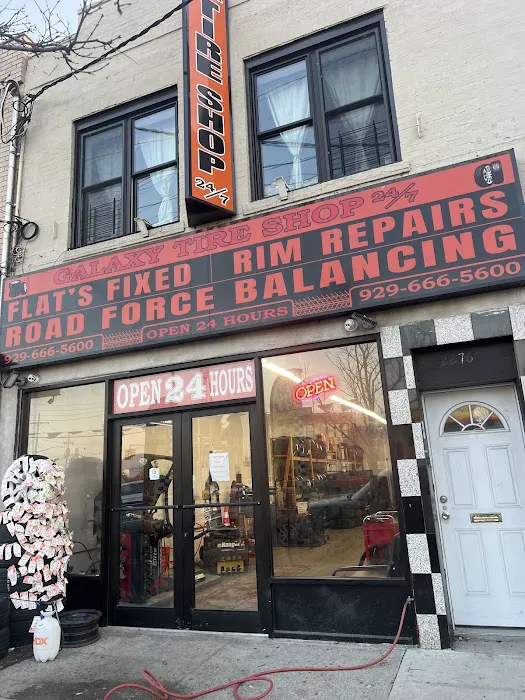 TIRE SHOP 24/7
GALAXY TIRE SHOP 24/7
FLAT'S FIXED RIM REPAIRS
ROAD FORCE BALANCING
929-666-5600 OPEN 24 HOURS 929-666-5600
OPEN 24 HOURS
OPEN